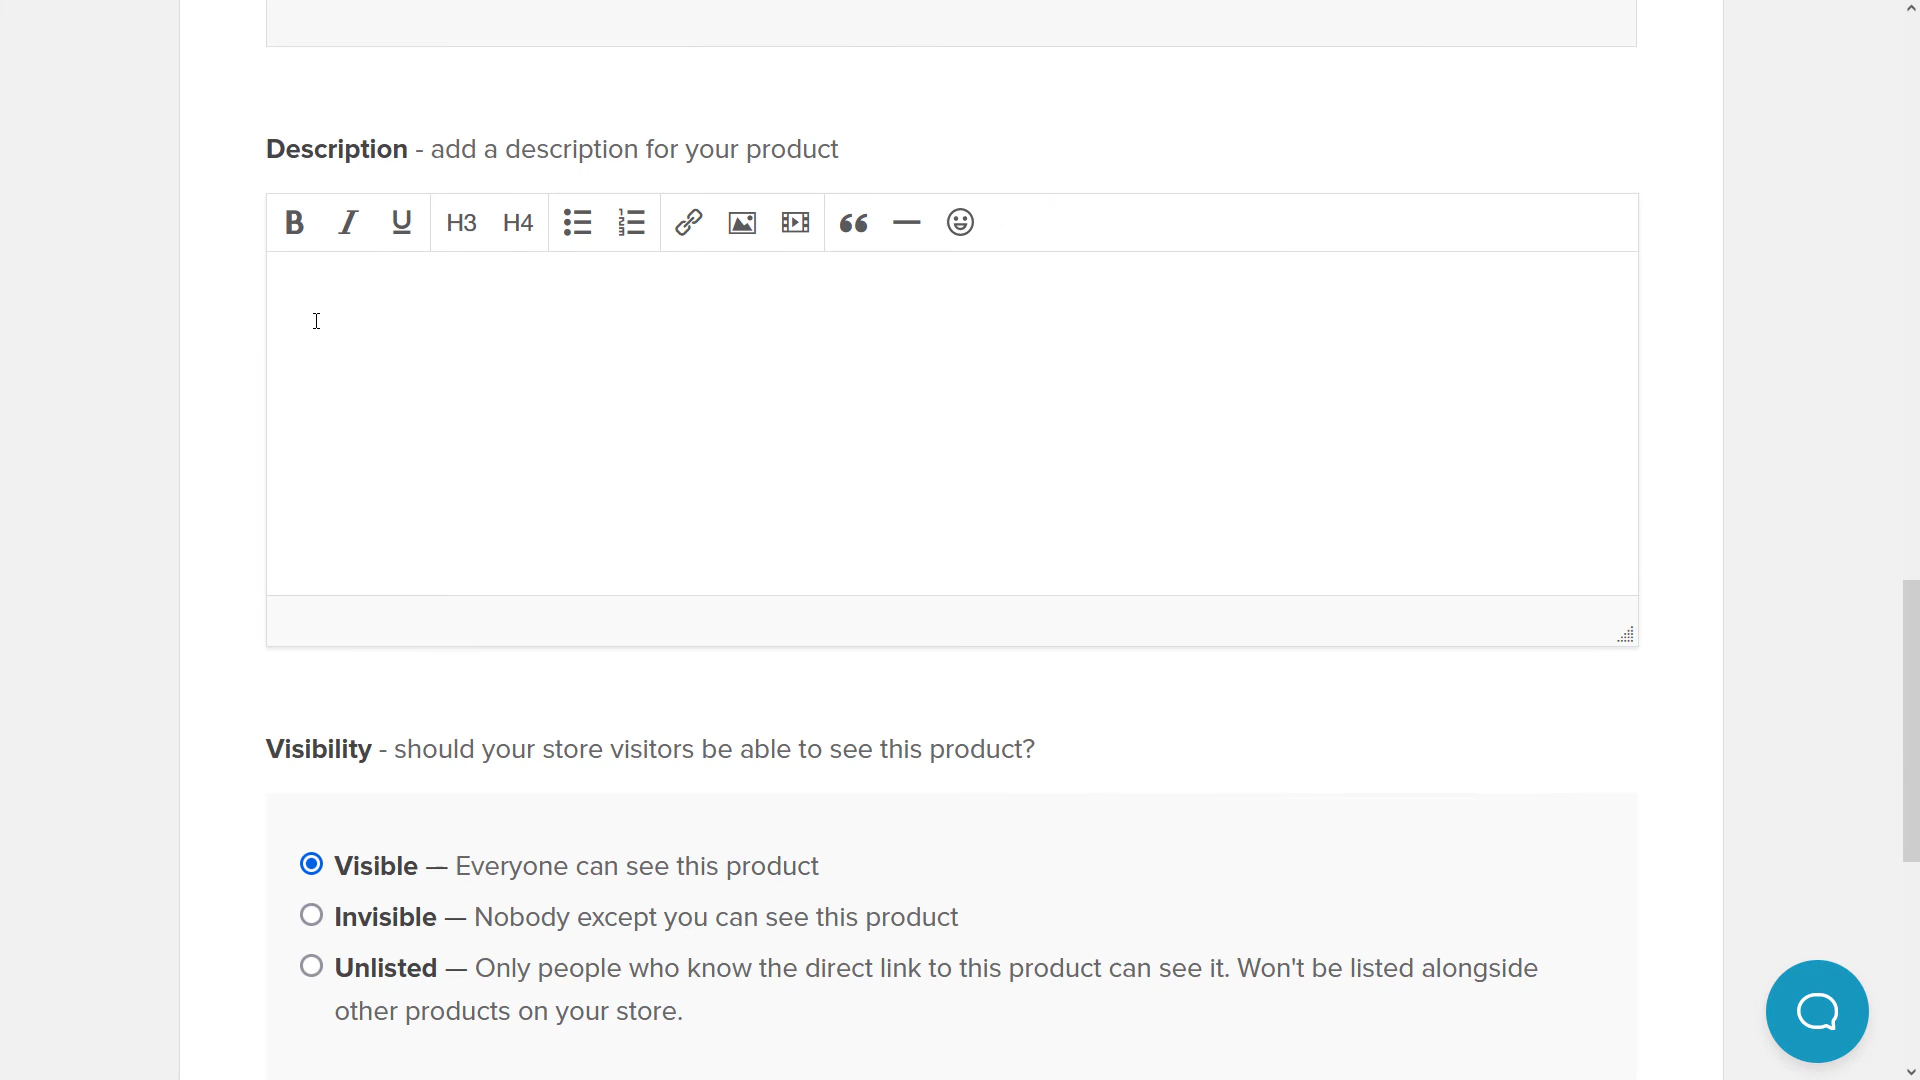 Description - add a description for your product
B I U H3 H4
Visibility - should your store visitors be able to see this product?
Visible — Everyone can see this product
Invisible — Nobody except you can see this product
Unlisted — Only people who know the direct link to this product can see it. Won't be listed alongside
other products on your store.